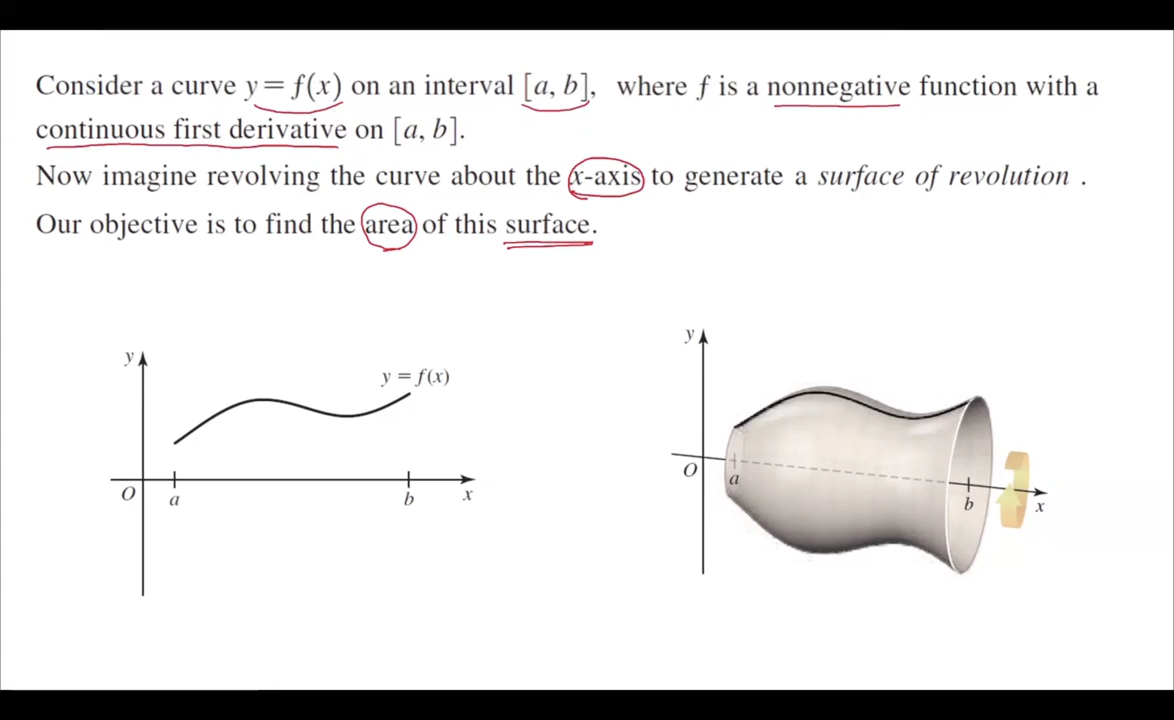 Consider a curve y = f(x) on an interval [a, b], where f is a nonnegative function with a
continuous first derivative on [a, b].
Now imagine revolving the curve about the x-axis to generate a surface of revolution .
Our objective is to find the area of this surface.
y
y = f(x)
O
a
b
x
y
O
a
b
x